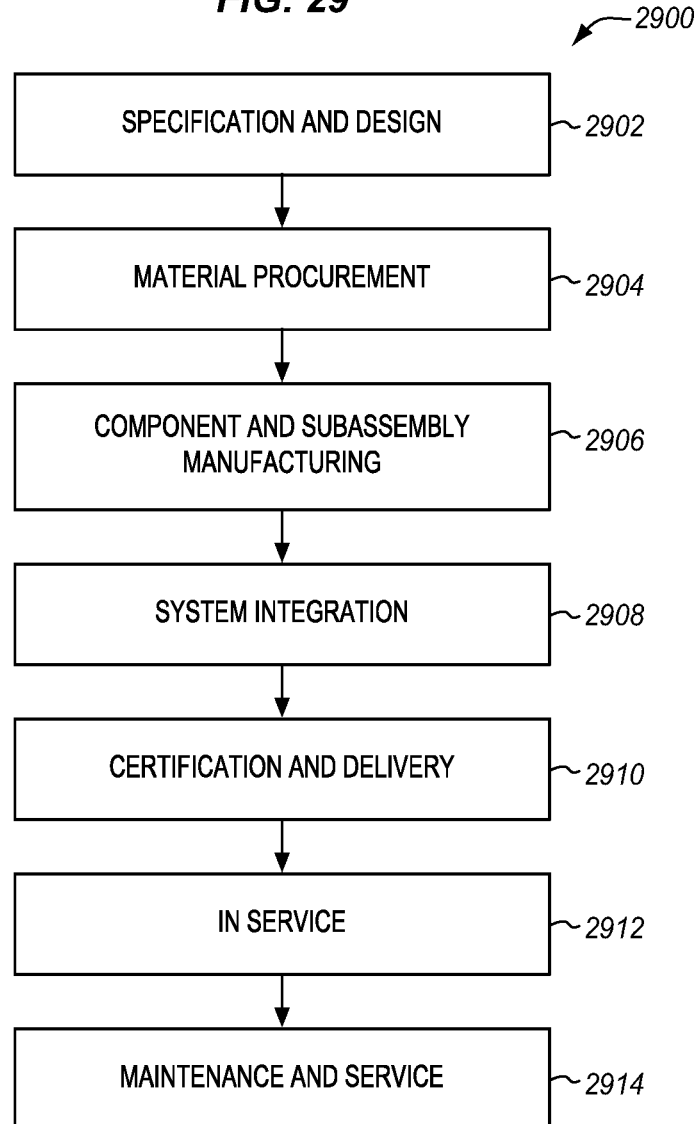 FIG. 29
2900
SPECIFICATION AND DESIGN
2902
MATERIAL PROCUREMENT
2904
COMPONENT AND SUBASSEMBLY
MANUFACTURING
2906
SYSTEM INTEGRATION
2908
CERTIFICATION AND DELIVERY
2910
IN SERVICE
2912
MAINTENANCE AND SERVICE
2914